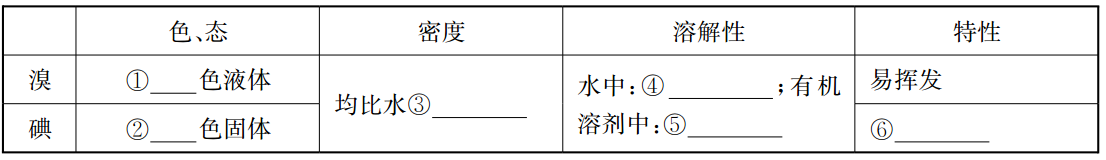 色、态 密度 溶解性 特性
溴 ①____色液体 均比水③________ 水中:④________;有机溶剂中:⑤________ 易挥发
碘 ②____色固体 ⑥________